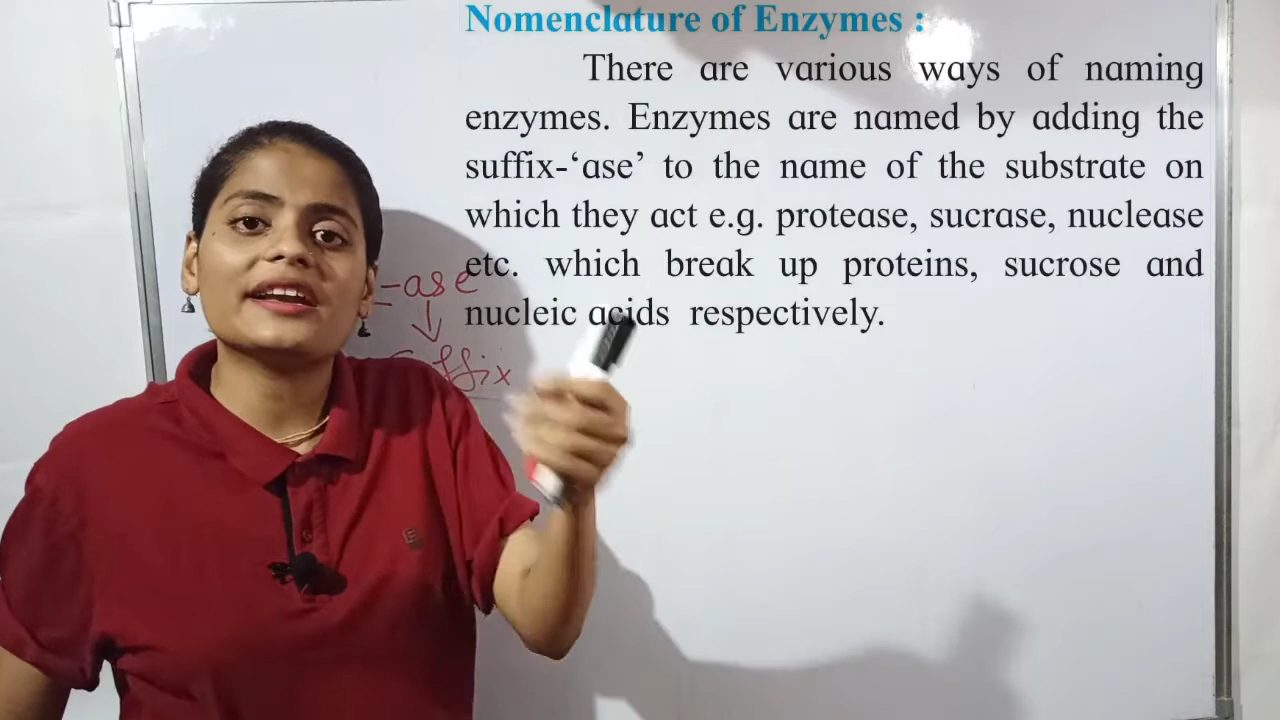 Nomenclature of Enzymes :
There are various ways of naming
enzymes. Enzymes are named by adding the
suffix-‘ase’ to the name of the substrate on
which they act e.g. protease, sucrase, nuclease
etc. which break up proteins, sucrose and
nucleic acids respectively.
-ase